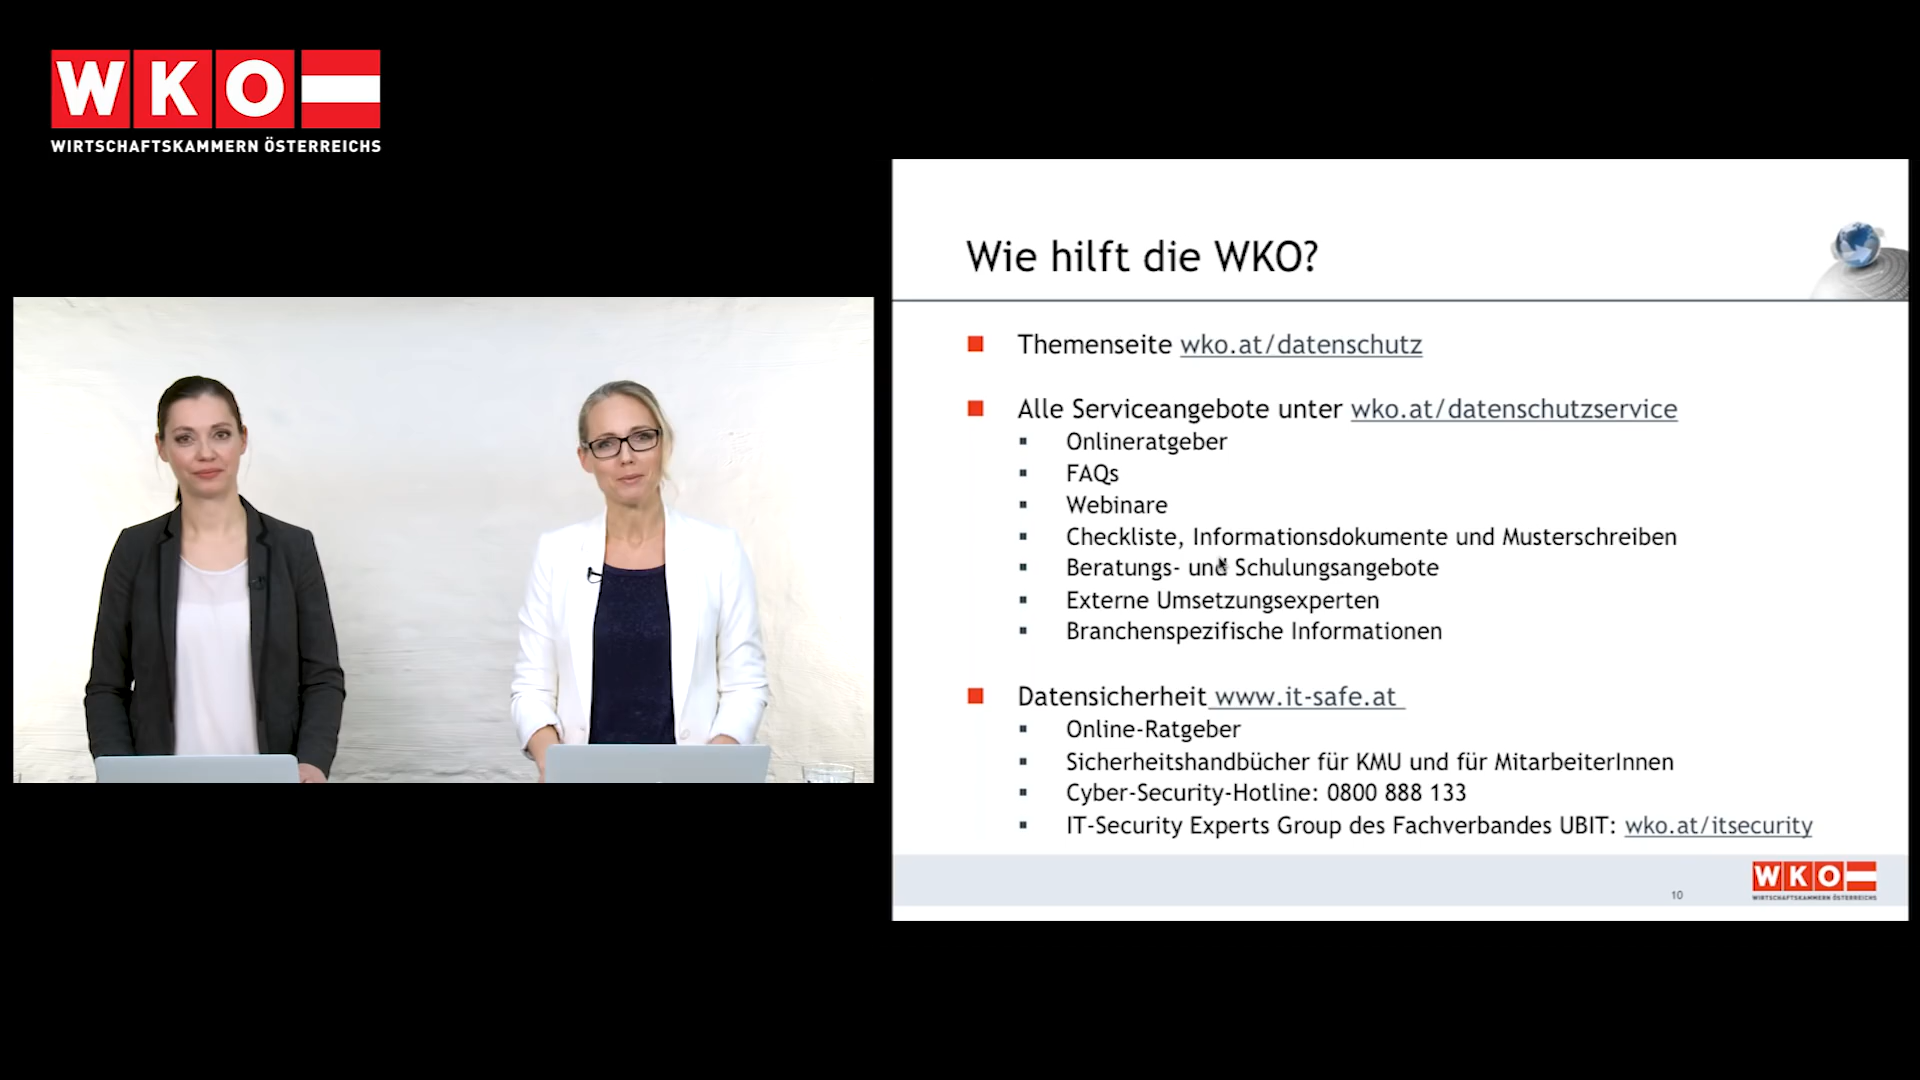 WKO
WIRTSCHAFTSKAMMERN ÖSTERREICHS
Wie hilft die WKO?
Themenseite wko.at/datenschutz
Alle Serviceangebote unter wko.at/datenschutzservice
Onlineratgeber
FAQs
Webinare
Checkliste, Informationsdokumente und Musterschreiben
Beratungs- und Schulungsangebote
Externe Umsetzungsexperten
Branchenspezifische Informationen
Datensicherheit www.it-safe.at
Online-Ratgeber
Sicherheitshandbücher für KMU und für MitarbeiterInnen
Cyber-Security-Hotline: 0800 888 133
IT-Security Experts Group des Fachverbandes UBIT: wko.at/itsecurity
10
WKO
WIRTSCHAFTSKAMMERN ÖSTERREICHS